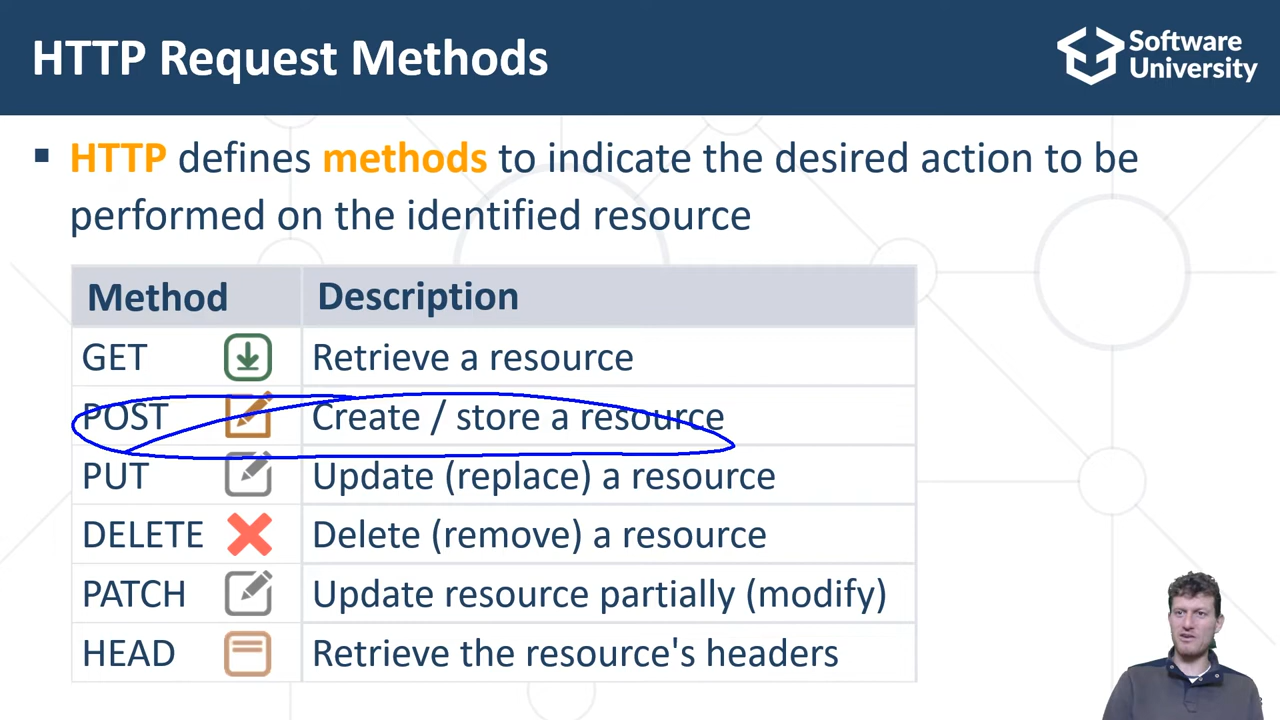 HTTP Request Methods
Software
University
▪ HTTP defines methods to indicate the desired action to be
performed on the identified resource
Method Description
GET Retrieve a resource
POST Create / store a resource
PUT Update (replace) a resource
DELETE Delete (remove) a resource
PATCH Update resource partially (modify)
HEAD Retrieve the resource's headers